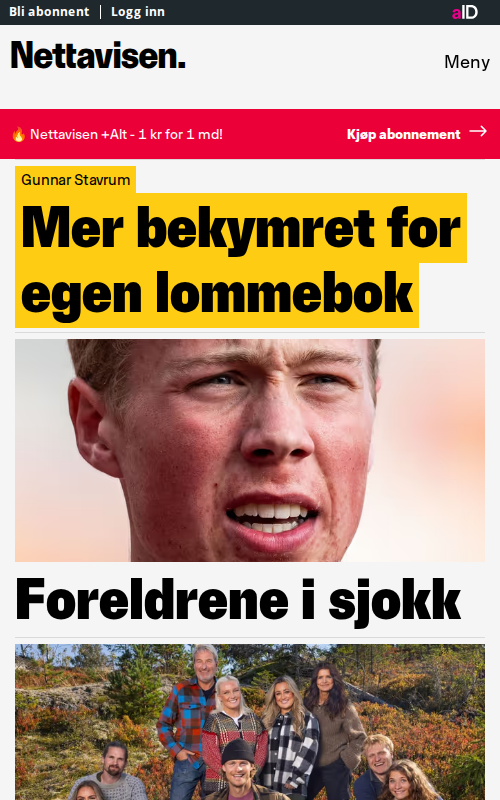 Bli abonnent | Logg inn
aID
Nettavisen.
Meny
🔥 Nettavisen +Alt - 1 kr for 1 md!
Kjøp abonnement →
Gunnar Stavrum
Mer bekymret for
egen lommebok
Foreldrene i sjokk